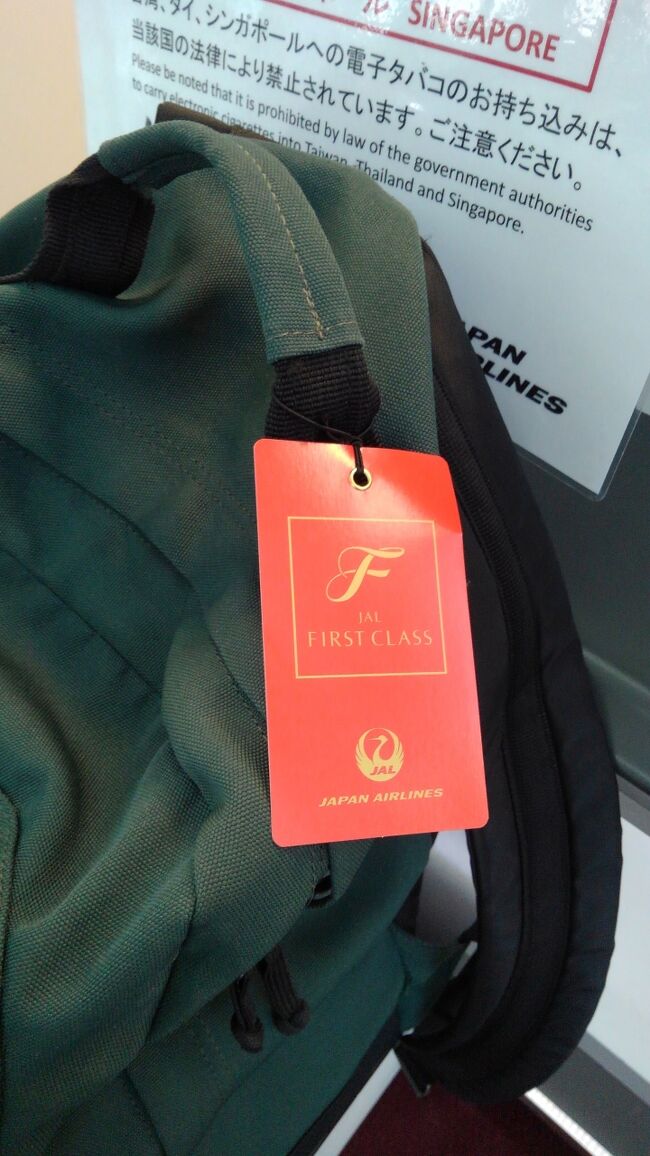 ル SINGAPORE
台湾、タイ、シンガポールへの電子タバコのお持ち込みは、
当該国の法律により禁止されています。ご注意ください。
Please be noted that it is prohibited by law of the government authorities
to carry electronic cigarettes into Taiwan, Thailand and Singapore.
F
JAL
FIRST CLASS
JAL
JAPAN AIRLINES